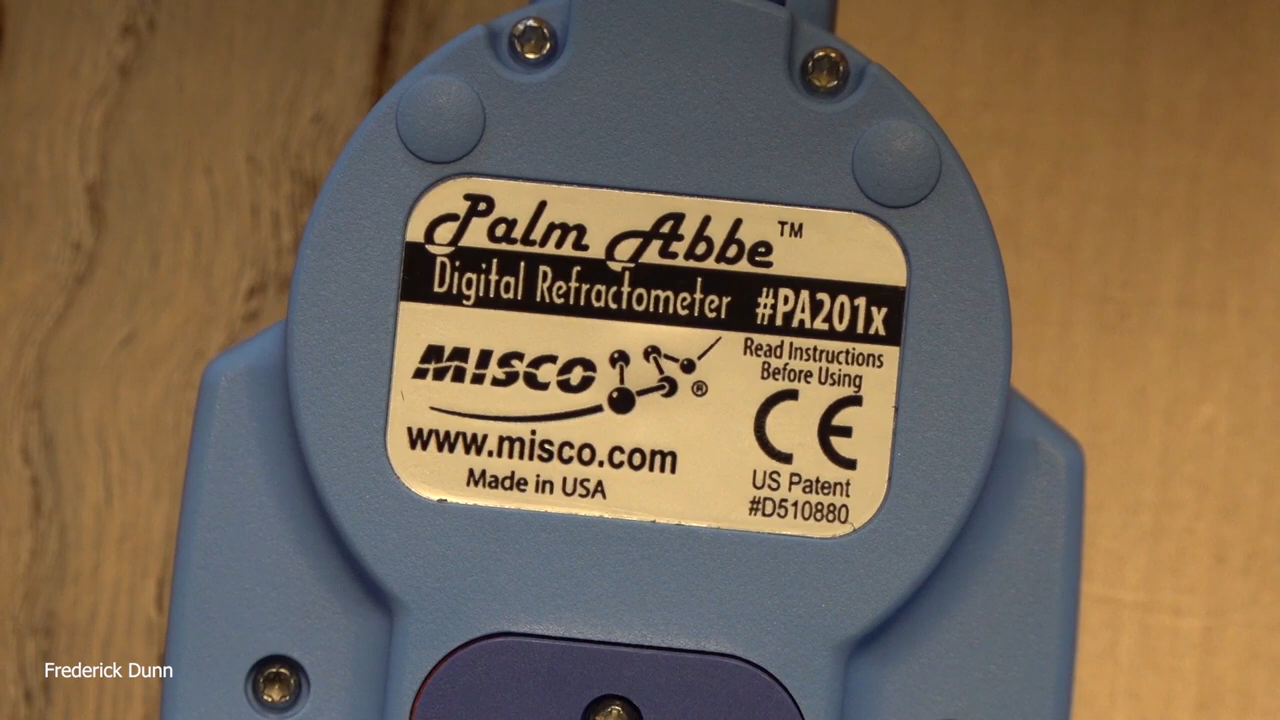 Palm Abbe™
Digital Refractometer #PA201x
MISCO®
www.misco.com
Made in USA
Read Instructions
Before Using
CE
US Patent
#D510880
Frederick Dunn